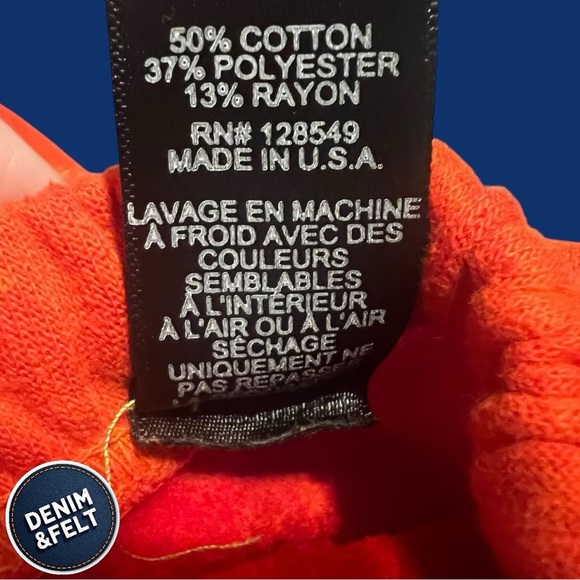 50% COTTON
37% POLYESTER
13% RAYON
RN# 128549
MADE IN U.S.A.
LAVAGE EN MACHINE
À FROID AVEC DES
COULEURS
SEMBLABLES
À L'INTÉRIEUR
À L'AIR OU À L'AIR
SÉCHAGE
UNIQUEMENT NE
PAS REPASSER
DENIM
&FELT